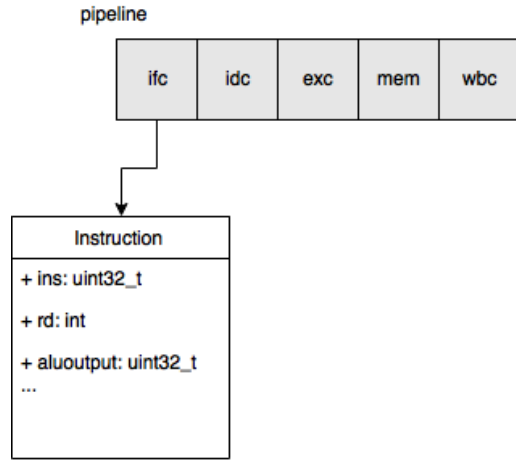 pipeline
ifc idc exc mem wbc
Instruction
+ ins: uint32_t
+ rd: int
+ aluoutput: uint32_t
...